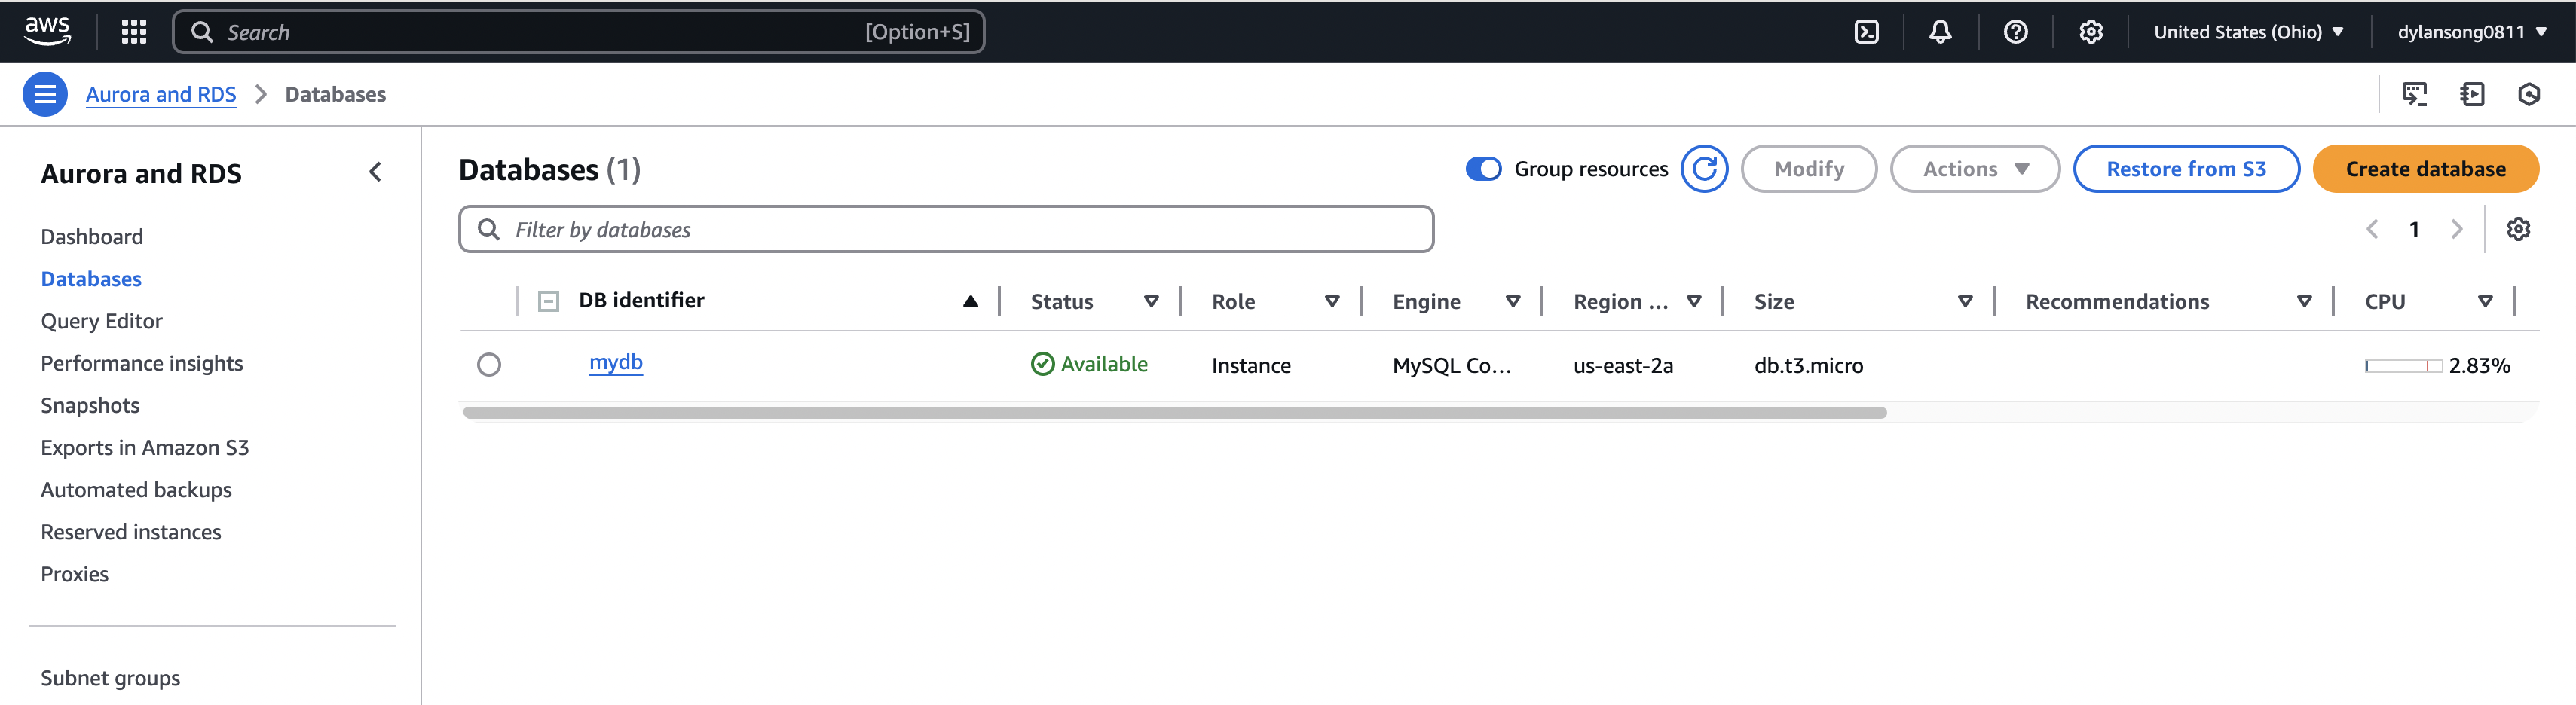 aws
Search [Option+S] United States (Ohio) dylansong0811
Aurora and RDS Databases
Aurora and RDS
Dashboard
Databases
Query Editor
Performance insights
Snapshots
Exports in Amazon S3
Automated backups
Reserved instances
Proxies
Subnet groups
Databases (1) Group resources Modify Actions Restore from S3 Create database
Filter by databases 1
DB identifier Status Role Engine Region ... Size Recommendations CPU
mydb Available Instance MySQL Co... us-east-2a db.t3.micro 2.83%